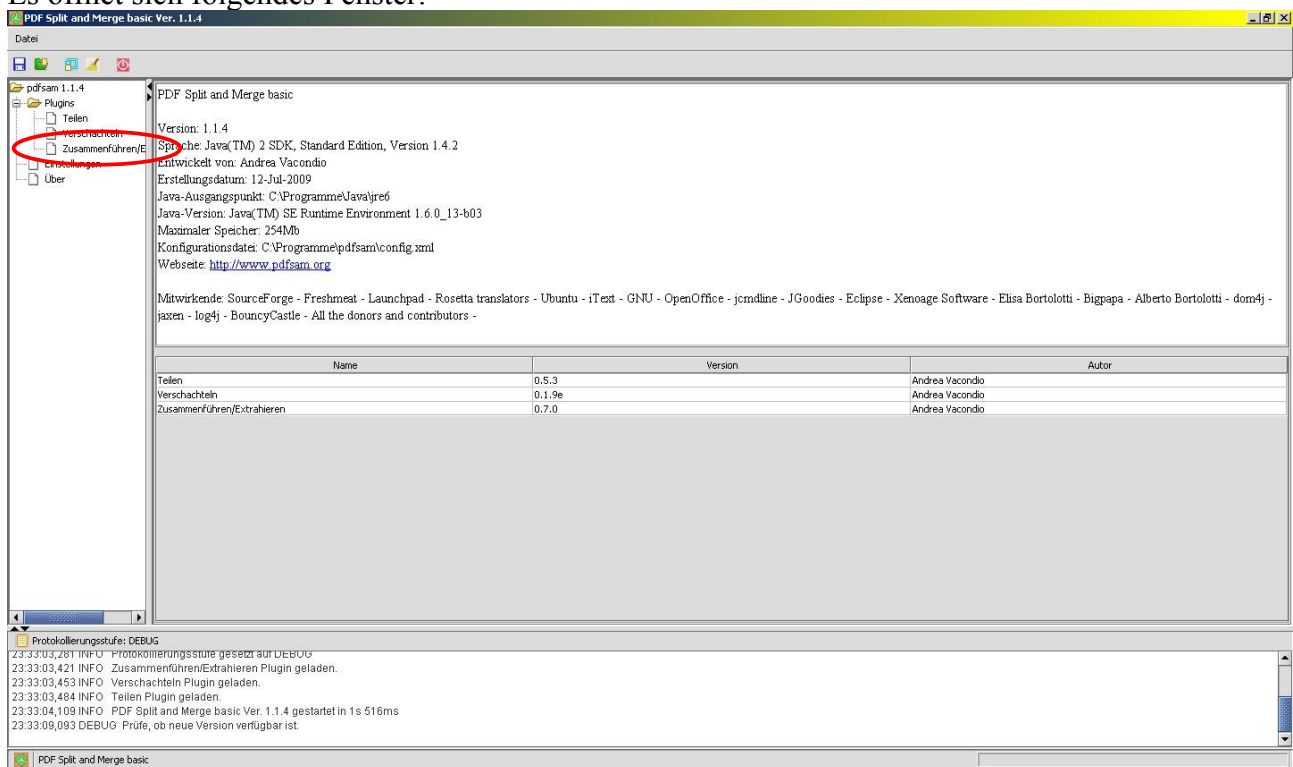 Es öffnet sich folgendes Fenster:
PDF Split and Merge basic Ver. 1.1.4
Datei
pdfsam 1.1.4
Plugins
Teilen
Verschachteln
Zusammenführen/E
Einstellungen
Über
PDF Split and Merge basic
Version: 1.1.4
Sprache: Java(TM) 2 SDK, Standard Edition, Version 1.4.2
Entwickelt von: Andrea Vacondio
Erstellungsdatum: 12-Jul-2009
Java-Ausgangspunkt: C:\Programme\Java\jre6
Java-Version: Java(TM) SE Runtime Environment 1.6.0_13-b03
Maximaler Speicher: 254Mb
Konfigurationsdatei: C:\Programme\pdfsam\config.xml
Webseite: http://www.pdfsam.org
Mitwirkende: SourceForge - Freshmeat - Launchpad - Rosetta translators - Ubuntu - iText - GNU - OpenOffice - jcmdline - JGoodies - Eclipse - Xenoage Software - Elisa Bortolotti - Bigpapa - Alberto Bortolotti - dom4j -
jaxen - log4j - BouncyCastle - All the donors and contributors -
Name Version Autor
Teilen 0.5.3 Andrea Vacondio
Verschachteln 0.1.9e Andrea Vacondio
Zusammenführen/Extrahieren 0.7.0 Andrea Vacondio
Protokollierungsstufe: DEBUG
23:33:03,281 INFO Protokollierungsstufe gesetzt auf DEBUG
23:33:03,421 INFO Zusammenführen/Extrahieren Plugin geladen.
23:33:03,453 INFO Verschachteln Plugin geladen.
23:33:03,484 INFO Teilen Plugin geladen.
23:33:04,109 INFO PDF Split and Merge basic Ver. 1.1.4 gestartet in 1s 516ms
23:33:09,093 DEBUG Prüfe, ob neue Version verfügbar ist.
PDF Split and Merge basic